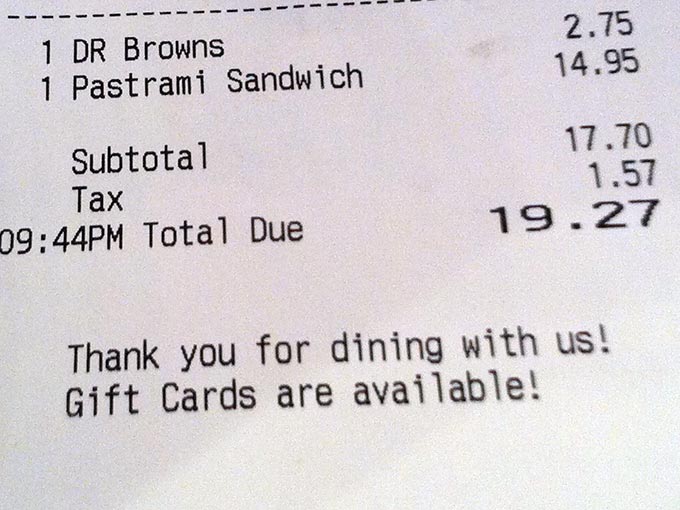 1 DR Browns 2.75
1 Pastrami Sandwich 14.95
Subtotal 17.70
Tax 1.57
09:44PM Total Due 19.27
Thank you for dining with us!
Gift Cards are available!